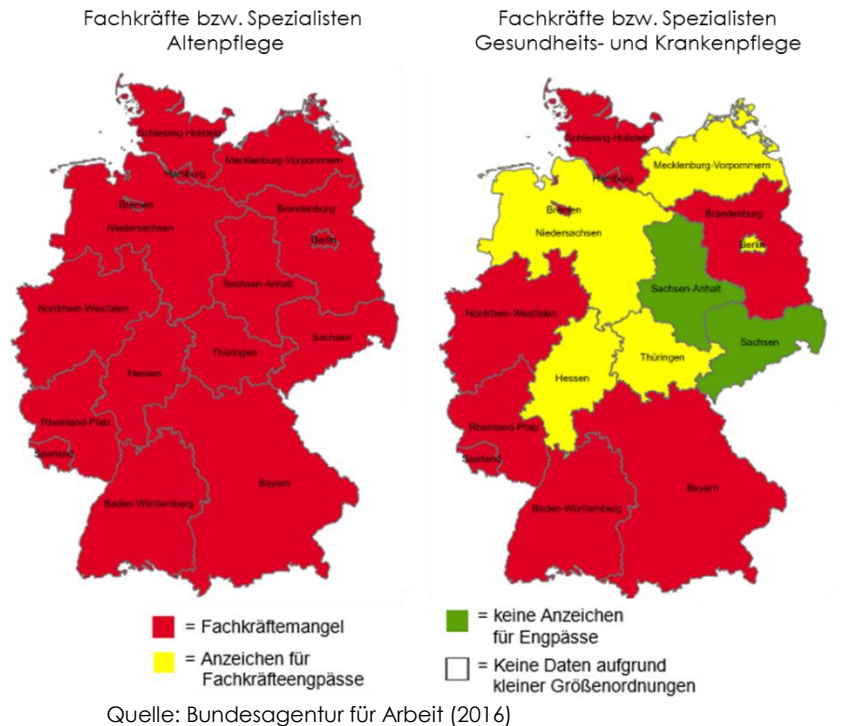 Fachkräfte bzw. Spezialisten
Altenpflege
Fachkräfte bzw. Spezialisten
Gesundheits- und Krankenpflege
Schleswig-Holstein
Mecklenburg-Vorpommern
Hamburg
Bremen
Niedersachsen
Brandenburg
Berlin
Sachsen-Anhalt
Nordrhein-Westfalen
Sachsen
Thüringen
Hessen
Rheinland-Pfalz
Saarland
Bayern
Baden-Württemberg
Schleswig-Holstein
Mecklenburg-Vorpommern
Hamburg
Bremen
Niedersachsen
Brandenburg
Berlin
Sachsen-Anhalt
Nordrhein-Westfalen
Sachsen
Thüringen
Hessen
Rheinland-Pfalz
Saarland
Bayern
Baden-Württemberg
= Fachkräftemangel
= Anzeichen für
Fachkräfteengpässe
= keine Anzeichen
für Engpässe
= Keine Daten aufgrund
kleiner Größenordnungen
Quelle: Bundesagentur für Arbeit (2016)